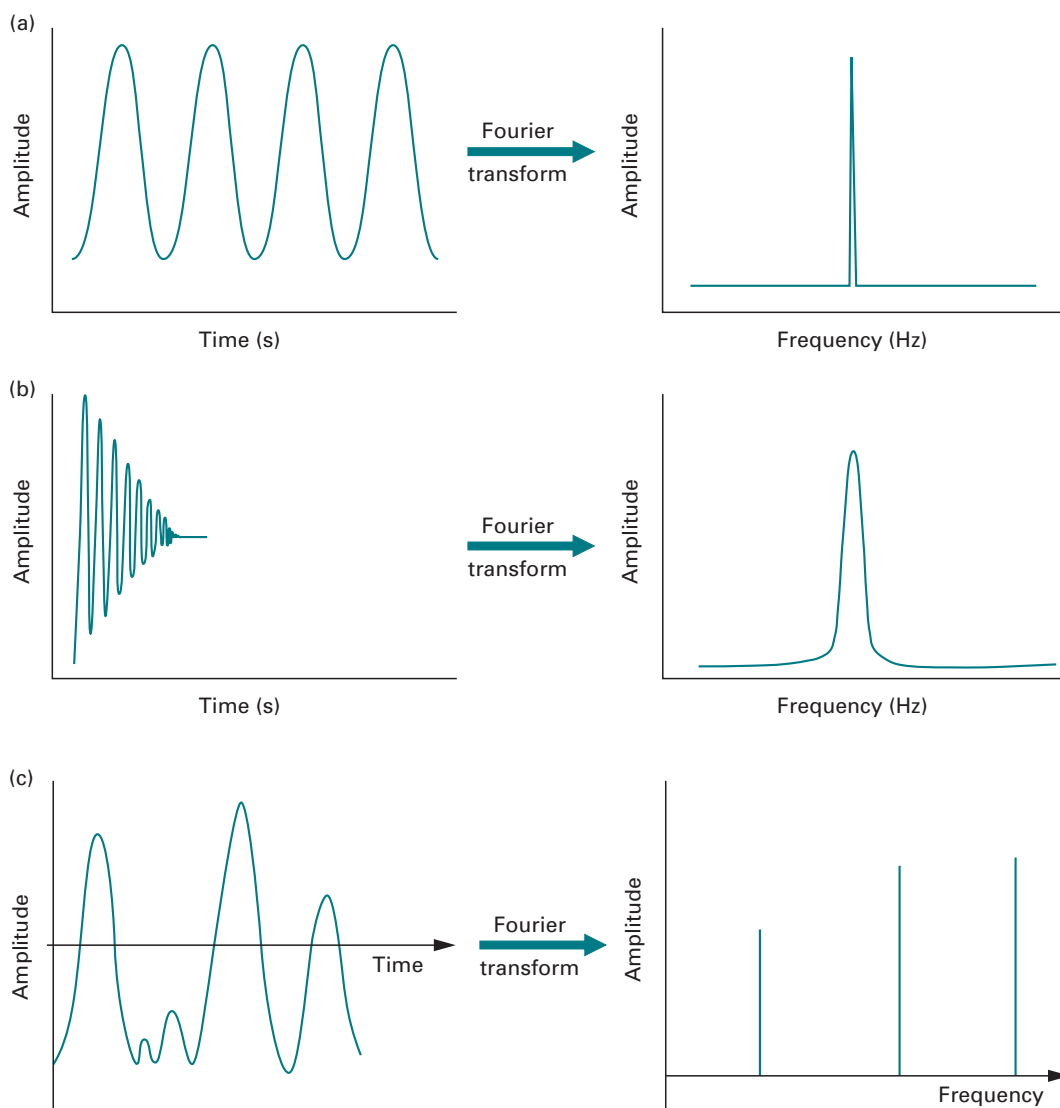 (a)
Amplitude
Time (s)
Fourier
transform
Amplitude
Frequency (Hz)
(b)
Amplitude
Time (s)
Fourier
transform
Amplitude
Frequency (Hz)
(c)
Amplitude
Time
Fourier
transform
Amplitude
Frequency